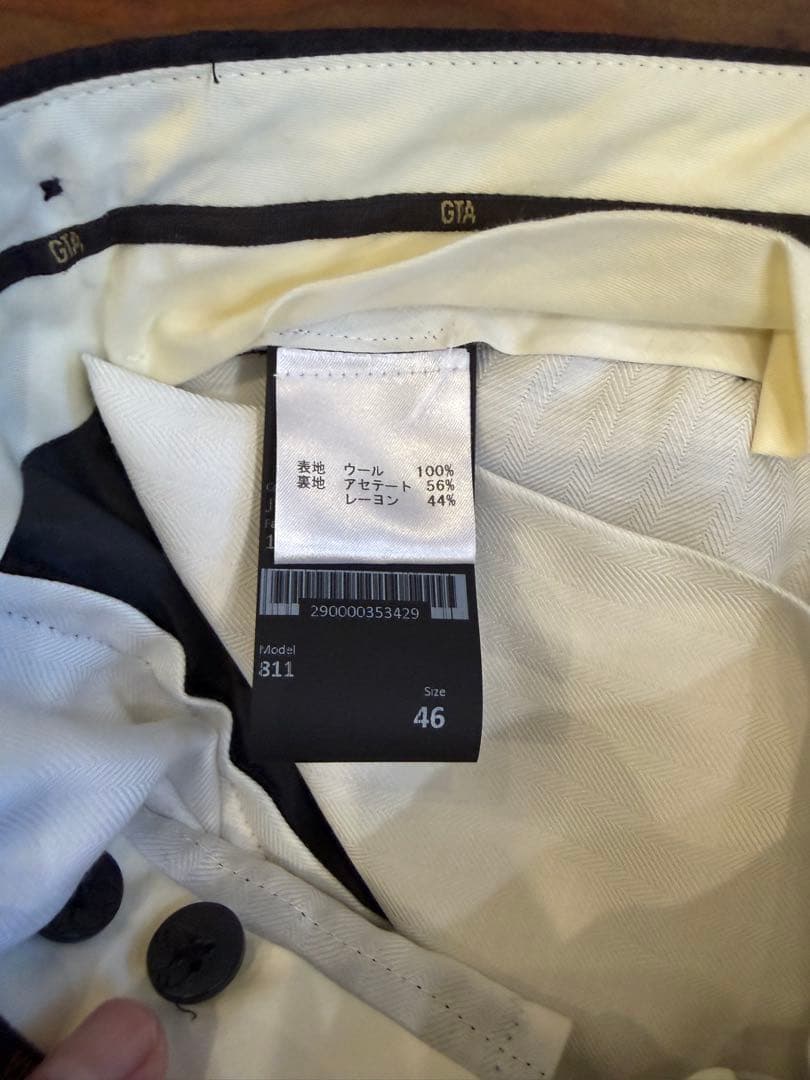 GTA
GTA
表地 ウール 100%
裏地 アセテート 56%
レーヨン 44%
290000353429
Model
811
Size
46